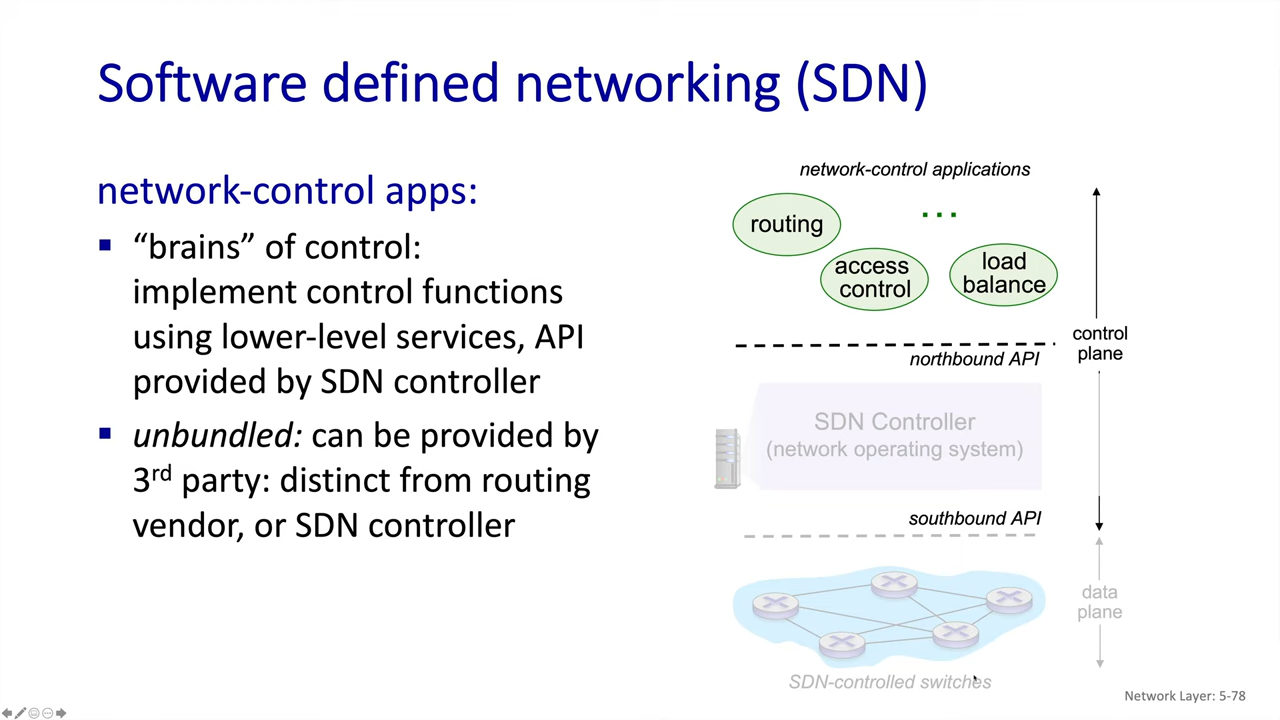 Software defined networking (SDN)
network-control apps:
▪ “brains” of control:
implement control functions
using lower-level services, API
provided by SDN controller
▪ unbundled: can be provided by
3rd party: distinct from routing
vendor, or SDN controller
network-control applications
routing
...
access
control
load
balance
control
plane
northbound API
SDN Controller
(network operating system)
southbound API
data
plane
SDN-controlled switches
Network Layer: 5-78